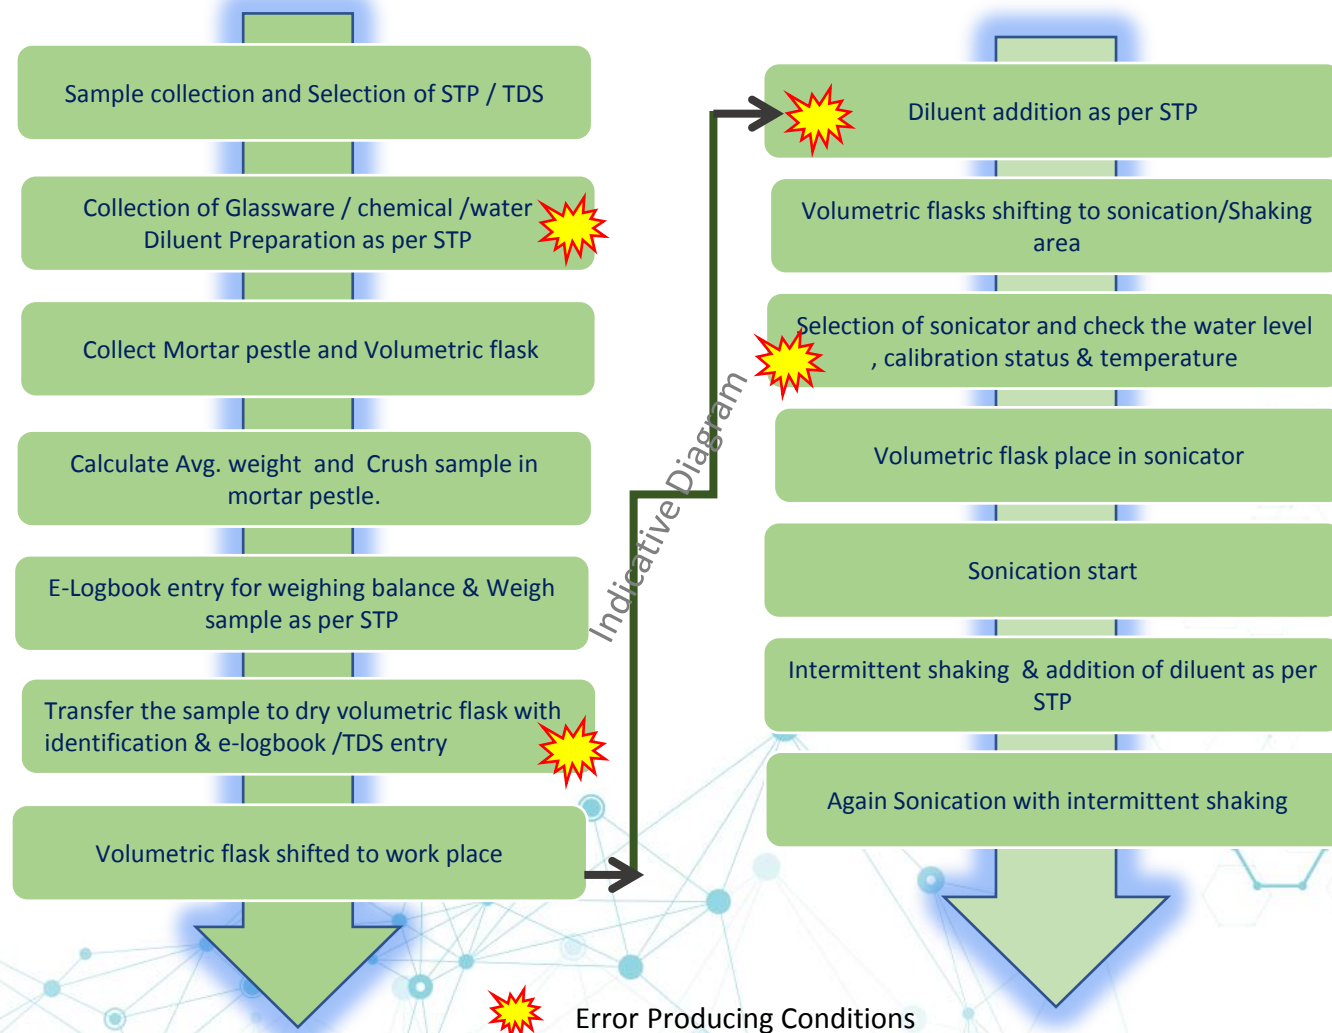 Sample collection and Selection of STP / TDS
Collection of Glassware / chemical /water
Diluent Preparation as per STP
Collect Mortar pestle and Volumetric flask
Calculate Avg. weight and Crush sample in
mortar pestle.
E-Logbook entry for weighing balance & Weigh
sample as per STP
Transfer the sample to dry volumetric flask with
identification & e-logbook /TDS entry
Volumetric flask shifted to work place
Indicative Diagram
Diluent addition as per STP
Volumetric flasks shifting to sonication/Shaking
area
Selection of sonicator and check the water level
, calibration status & temperature
Volumetric flask place in sonicator
Sonication start
Intermittent shaking & addition of diluent as per
STP
Again Sonication with intermittent shaking
Error Producing Conditions